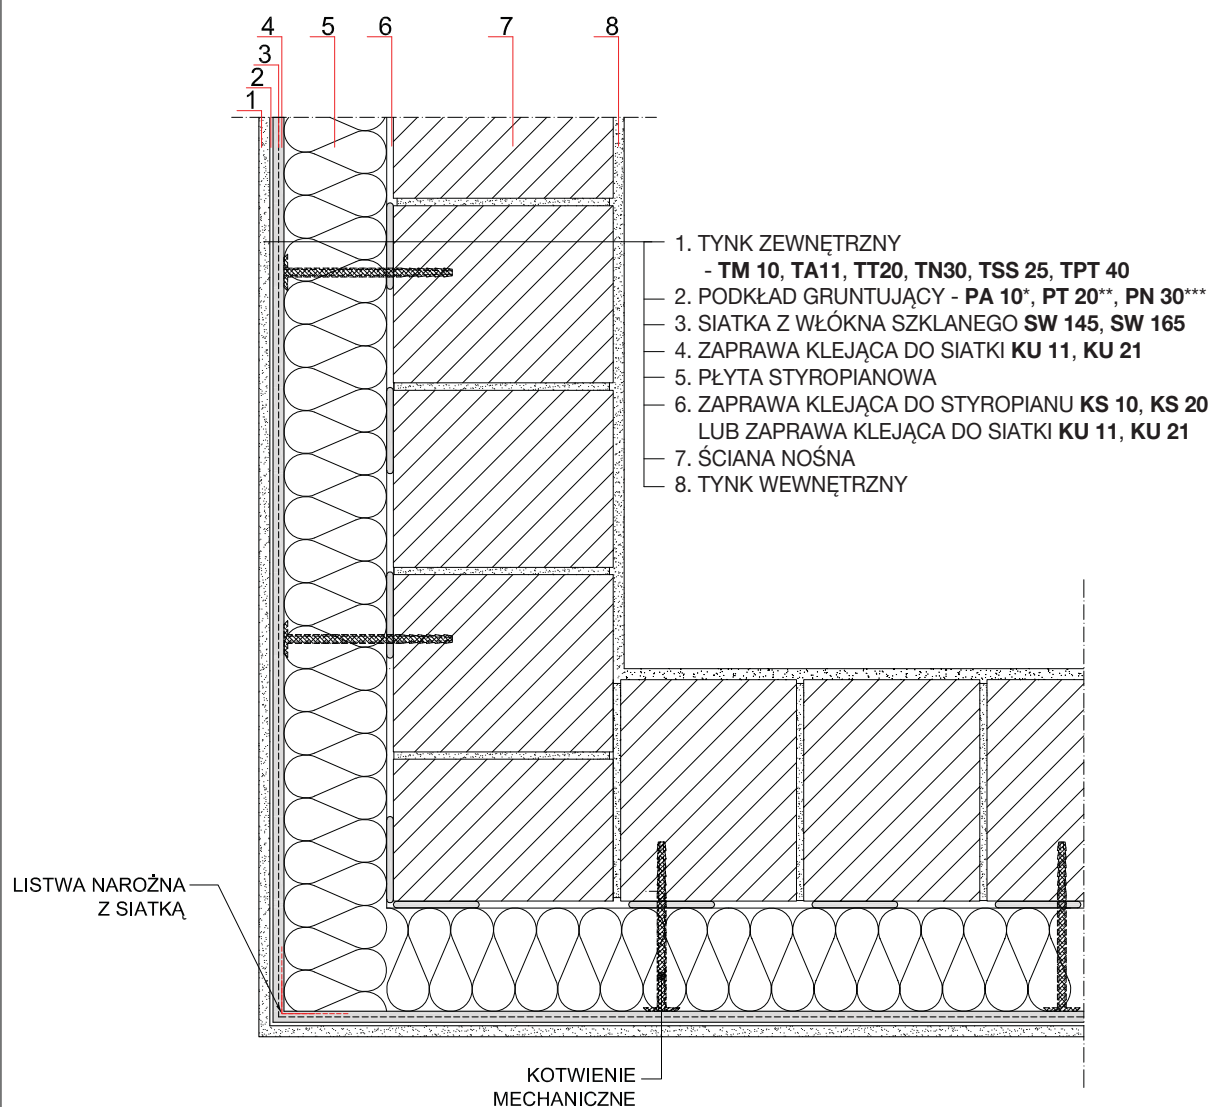 4 5 6 7 8
3
2
1
1. TYNK ZEWNĘTRZNY
- TM 10, TA11, TT20, TN30, TSS 25, TPT 40
2. PODKŁAD GRUNTUJĄCY - PA 10*, PT 20**, PN 30***
3. SIATKA Z WŁÓKNA SZKLANEGO SW 145, SW 165
4. ZAPRAWA KLEJĄCA DO SIATKI KU 11, KU 21
5. PŁYTA STYROPIANOWA
6. ZAPRAWA KLEJĄCA DO STYROPIANU KS 10, KS 20
LUB ZAPRAWA KLEJĄCA DO SIATKI KU 11, KU 21
7. ŚCIANA NOŚNA
8. TYNK WEWNĘTRZNY
LISTWA NAROŻNA
Z SIATKĄ
KOTWIENIE
MECHANICZNE